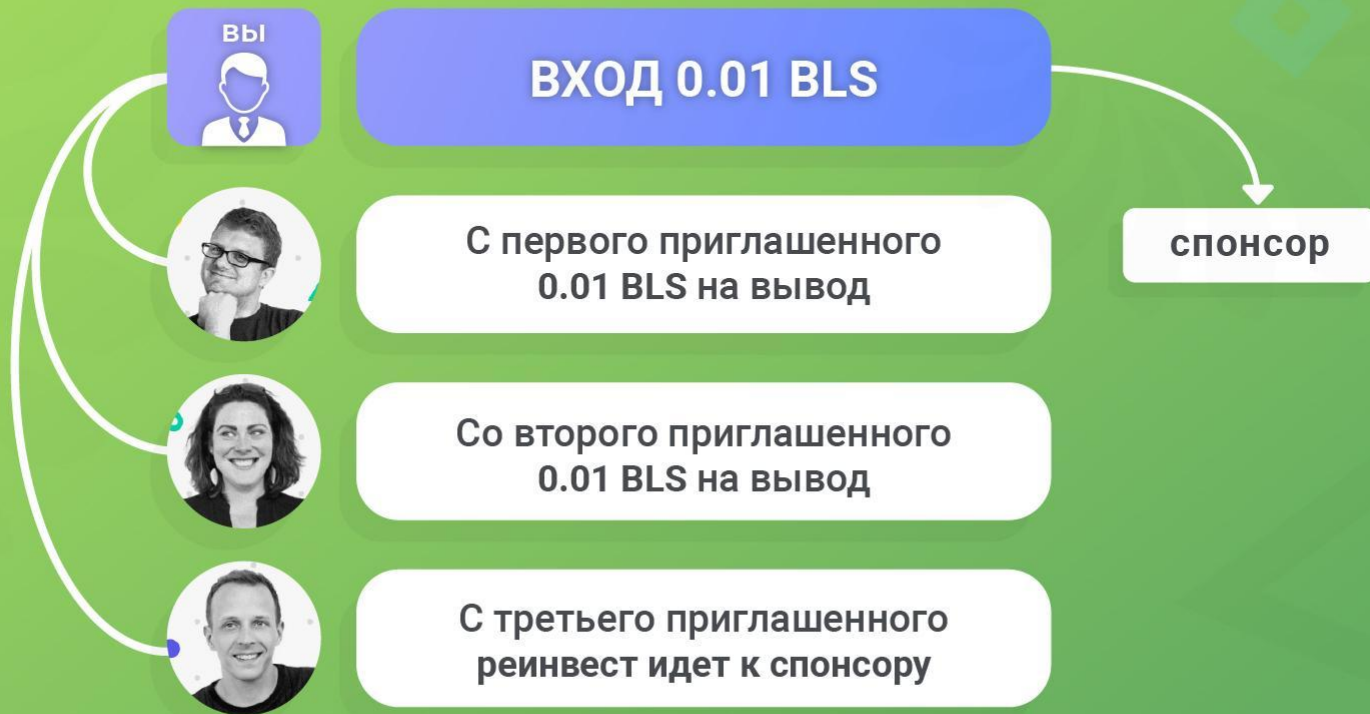 ВЫ
ВХОД 0.01 BLS
спонсор
С первого приглашенного
0.01 BLS на вывод
Со второго приглашенного
0.01 BLS на вывод
С третьего приглашенного
реинвест идет к спонсору